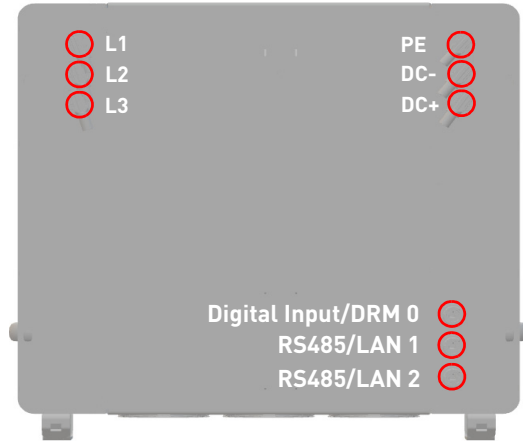 L1
L2
L3
PE
DC-
DC+
Digital Input/DRM 0
RS485/LAN 1
RS485/LAN 2